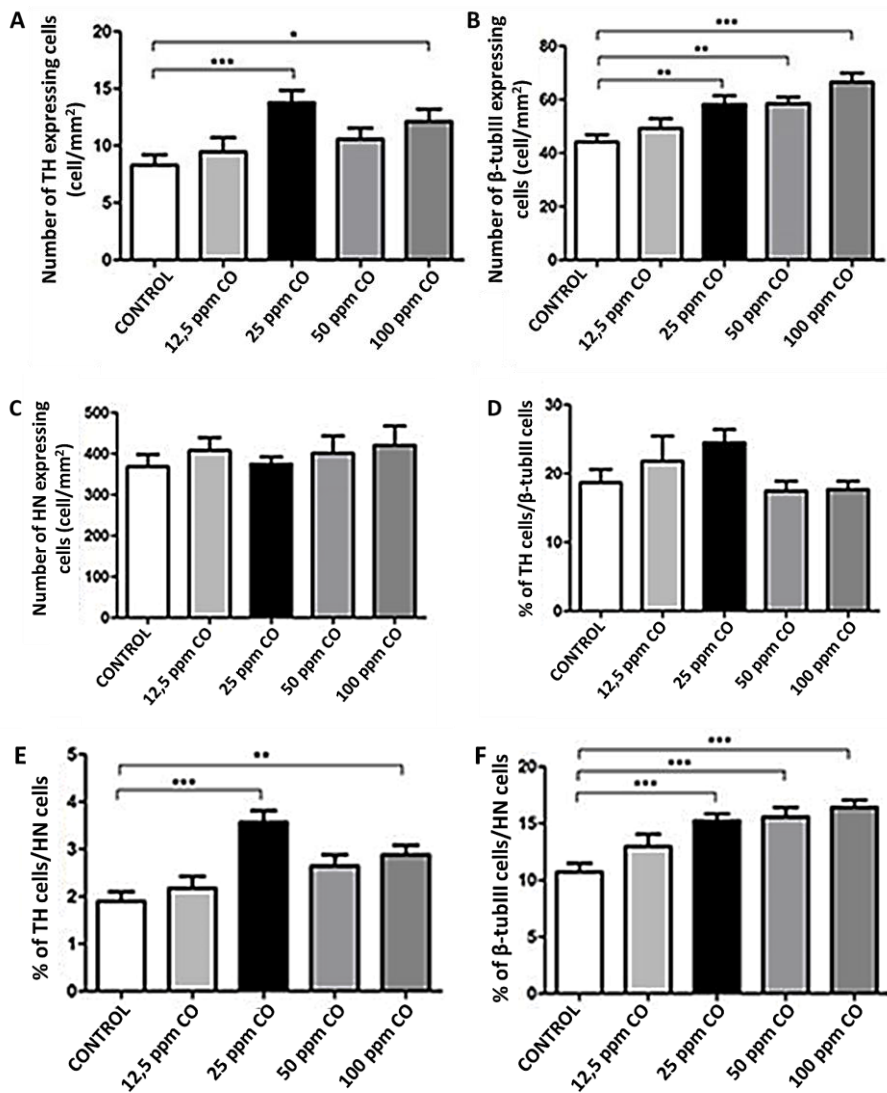 A
Number of TH expressing cells
(cell/mm²)
20
15
10
5
0
*
***
CONTROL
12,5 ppm CO
25 ppm CO
50 ppm CO
100 ppm CO
B
Number of β-tubIII expressing
cells (cell/mm²)
80
60
40
20
0
***
**
**
CONTROL
12,5 ppm CO
25 ppm CO
50 ppm CO
100 ppm CO
C
Number of HN expressing
cells (cell/mm²)
500
400
300
200
100
0
CONTROL
12,5 ppm CO
25 ppm CO
50 ppm CO
100 ppm CO
D
% of TH cells/β-tubIII cells
30
20
10
0
CONTROL
12,5 ppm CO
25 ppm CO
50 ppm CO
100 ppm CO
E
% of TH cells/HN cells
5
4
3
2
1
0
**
***
CONTROL
12,5 ppm CO
25 ppm CO
50 ppm CO
100 ppm CO
F
% of β-tubIII cells/HN cells
20
15
10
5
0
***
***
***
CONTROL
12,5 ppm CO
25 ppm CO
50 ppm CO
100 ppm CO